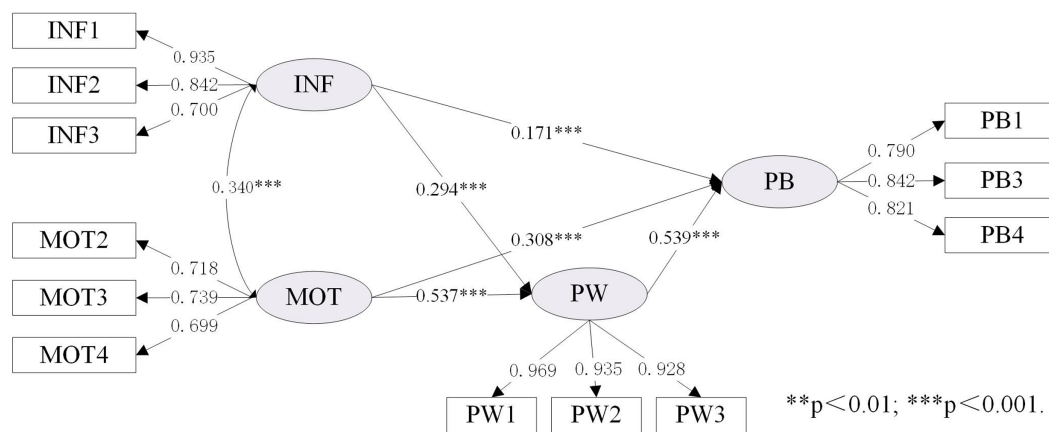 INF1
0.935
INF2
0.842
INF
INF3
0.700
PB1
0.171***
0.790
PB
0.842
PB3
0.340***
0.294***
0.821
PB4
MOT2
0.308***
0.539***
0.718
MOT3
0.739
MOT
0.537***
PW
0.699
MOT4
0.969
0.935
0.928
PW1
PW2
PW3
**p<0.01; ***p<0.001.